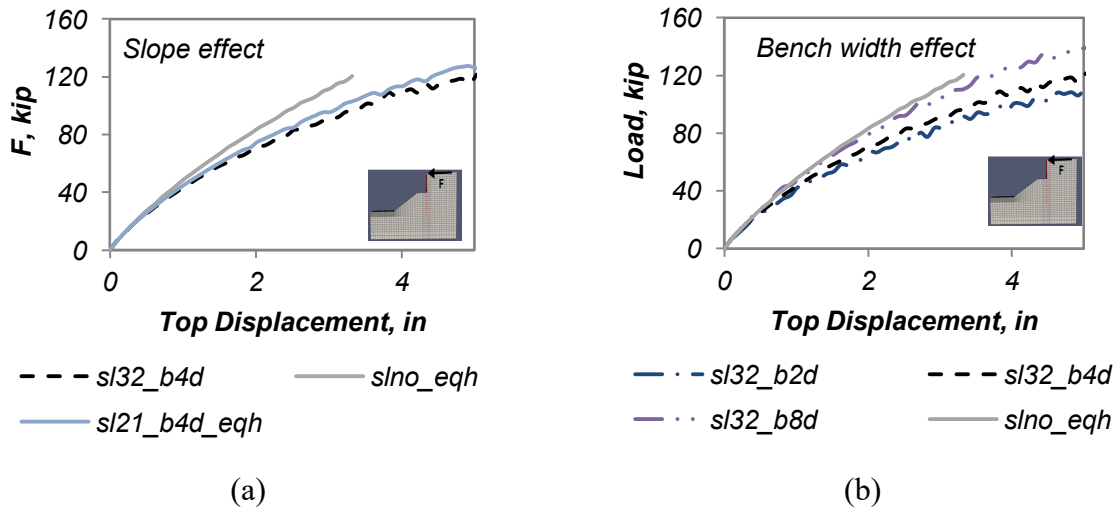 160
120
80
40
0
F, kip
Slope effect
F
0
2
4
Top Displacement, in
sl32_b4d
slno_eqh
sl21_b4d_eqh
(a)
160
120
80
40
0
Load, kip
Bench width effect
F
0
2
4
Top Displacement, in
sl32_b2d
sl32_b4d
sl32_b8d
slno_eqh
(b)